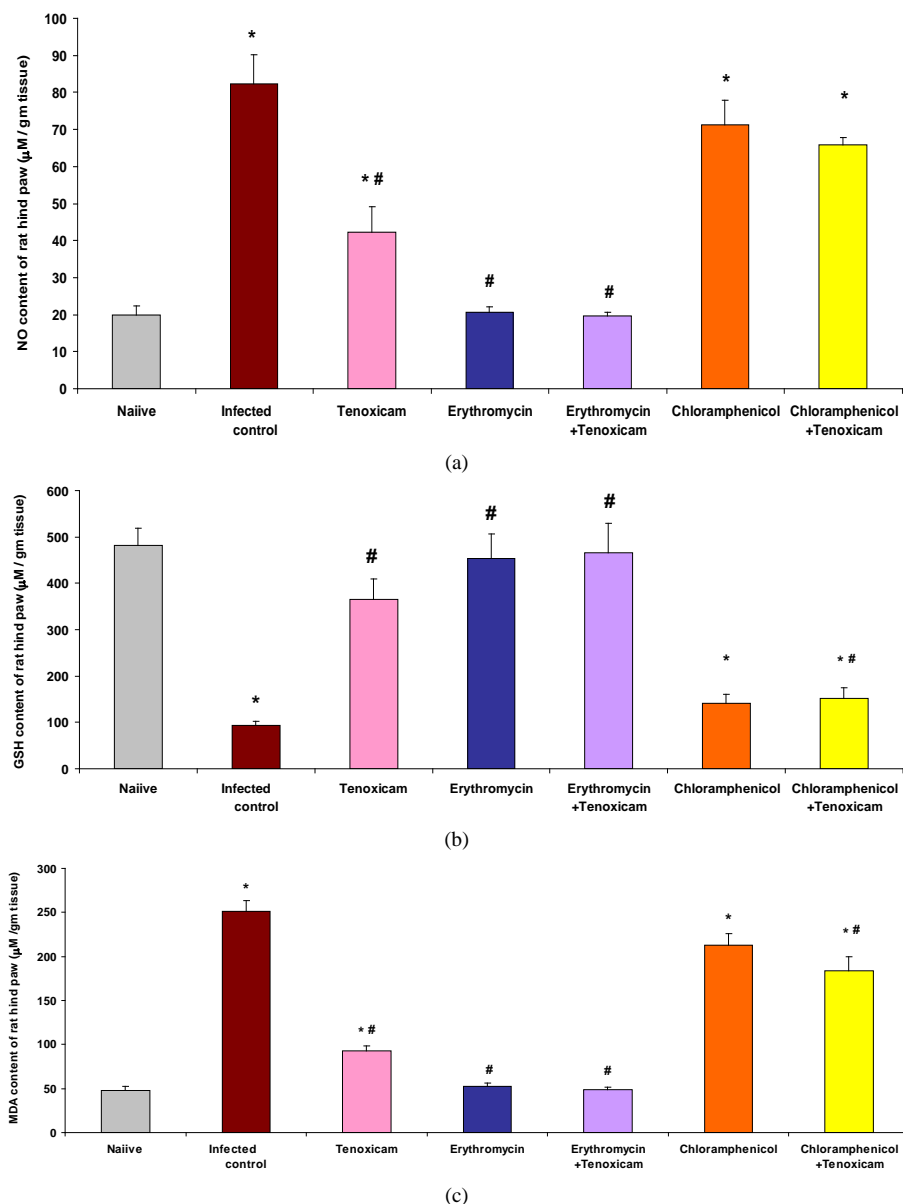 NO content of rat hind paw (μM / gm tissue)
100
90
80
70
60
50
40
30
20
10
0
*
* #
#
#
*
*
Naiive
Infected
control
Tenoxicam
Erythromycin
Erythromycin
+Tenoxicam
Chloramphenicol
Chloramphenicol
+Tenoxicam
(a)
GSH content of rat hind paw (μM / gm tissue)
600
500
400
300
200
100
0
*
#
#
#
*
* #
Naiive
Infected
control
Tenoxicam
Erythromycin
Erythromycin
+Tenoxicam
Chloramphenicol
Chloramphenicol
+Tenoxicam
(b)
MDA content of rat hind paw (μM /gm tissue)
300
250
200
150
100
50
0
*
* #
#
#
*
* #
Naiive
Infected
control
Tenoxicam
Erythromycin
Erythromycin
+Tenoxicam
Chloramphenicol
Chloramphenicol
+Tenoxicam
(c)